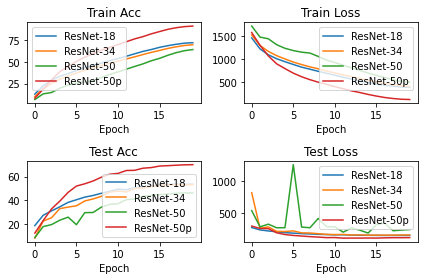 Train Acc
75
50
25
0
5
10
15
Epoch
ResNet-18
ResNet-34
ResNet-50
ResNet-50p
Train Loss
1500
1000
500
0
5
10
15
Epoch
ResNet-18
ResNet-34
ResNet-50
ResNet-50p
Test Acc
60
40
20
0
5
10
15
Epoch
ResNet-18
ResNet-34
ResNet-50
ResNet-50p
Test Loss
1000
500
0
5
10
15
Epoch
ResNet-18
ResNet-34
ResNet-50
ResNet-50p